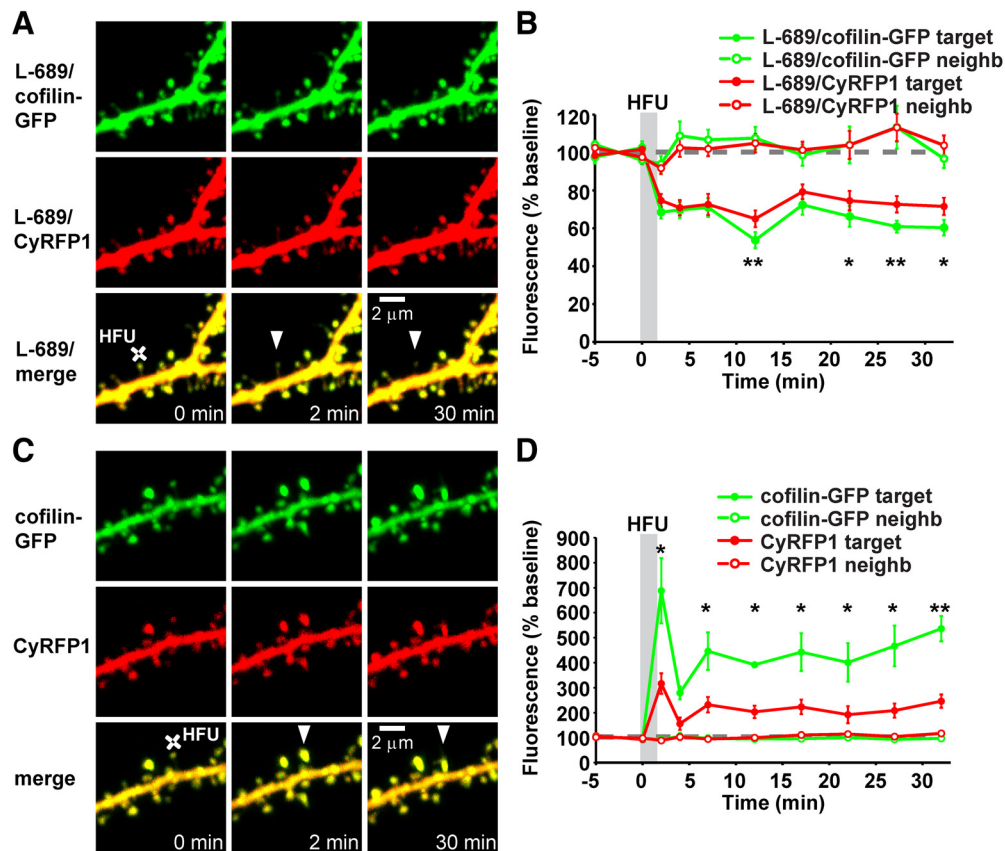 A
L-689/
cofilin-
GFP
L-689/
CyRFP1
L-689/
merge
HFU
0 min
2 min
2 μm
30 min
B
L-689/cofilin-GFP target
L-689/cofilin-GFP neighb
L-689/CyRFP1 target
L-689/CyRFP1 neighb
HFU
Fluorescence (% baseline)
120
100
80
60
40
20
0
** * ** *
-5 0 5 10 15 20 25 30
Time (min)
C
cofilin-
GFP
CyRFP1
merge
HFU
0 min
2 min
2 μm
30 min
D
cofilin-GFP target
cofilin-GFP neighb
CyRFP1 target
CyRFP1 neighb
HFU
Fluorescence (% baseline)
900
800
700
600
500
400
300
200
100
0
*
* * * * * **
-5 0 5 10 15 20 25 30
Time (min)